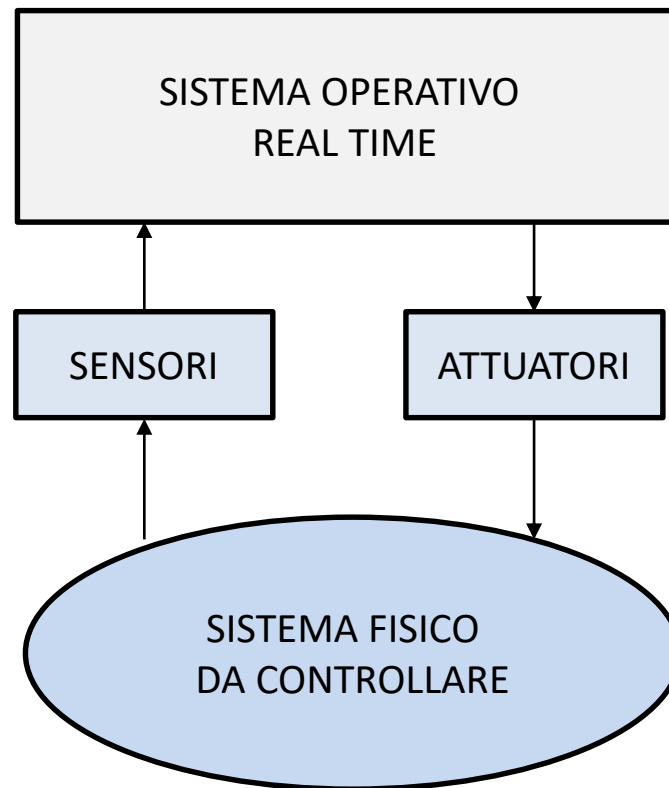 SISTEMA OPERATIVO
REAL TIME
SENSORI
ATTUATORI
SISTEMA FISICO
DA CONTROLLARE